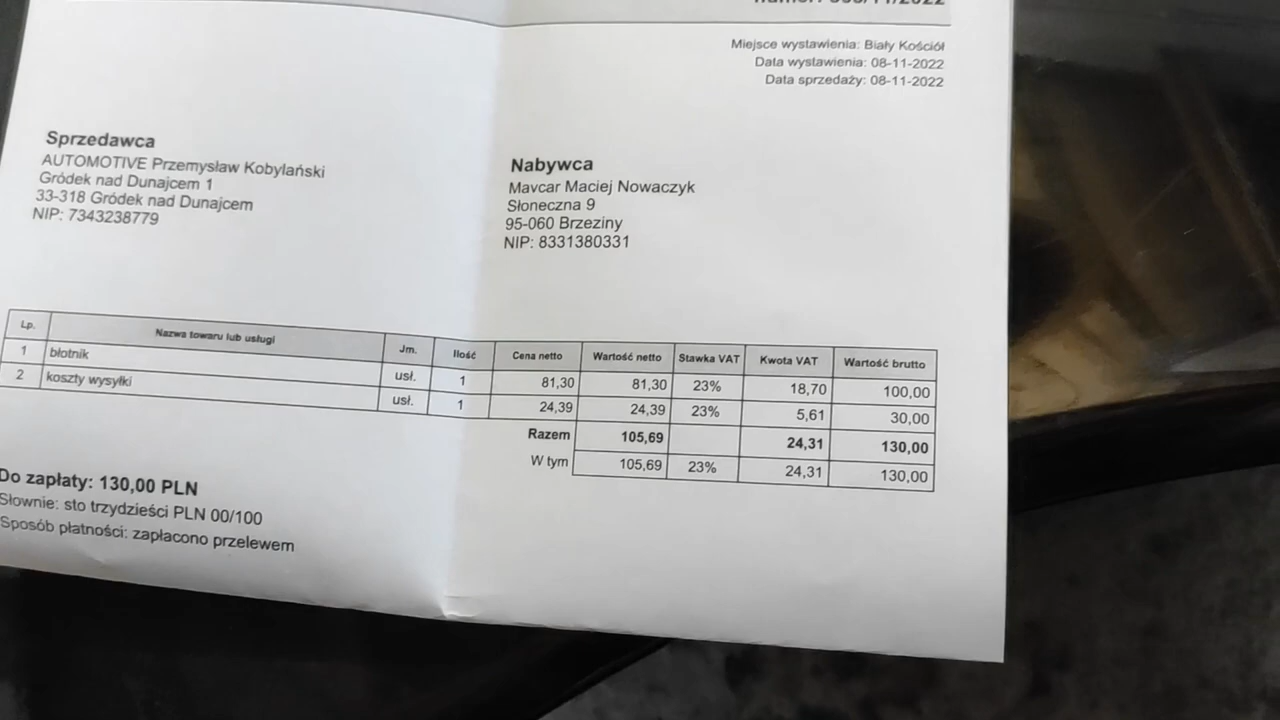 Miejsce wystawienia: Biały Kościół
Data wystawienia: 08-11-2022
Data sprzedaży: 08-11-2022
Sprzedawca
AUTOMOTIVE Przemysław Kobylański
Gródek nad Dunajcem 1
33-318 Gródek nad Dunajcem
NIP: 7343238779
Nabywca
Mavcar Maciej Nowaczyk
Słoneczna 9
95-060 Brzeziny
NIP: 8331380331
Lp. Nazwa towaru lub usługi Jm. Ilość Cena netto Wartość netto Stawka VAT Kwota VAT Wartość brutto
1 błotnik usł. 1 81,30 81,30 23% 18,70 100,00
2 koszty wysyłki usł. 1 24,39 24,39 23% 5,61 30,00
Razem 105,69 24,31 130,00
W tym 105,69 23% 24,31 130,00
Do zapłaty: 130,00 PLN
Słownie: sto trzydzieści PLN 00/100
Sposób płatności: zapłacono przelewem